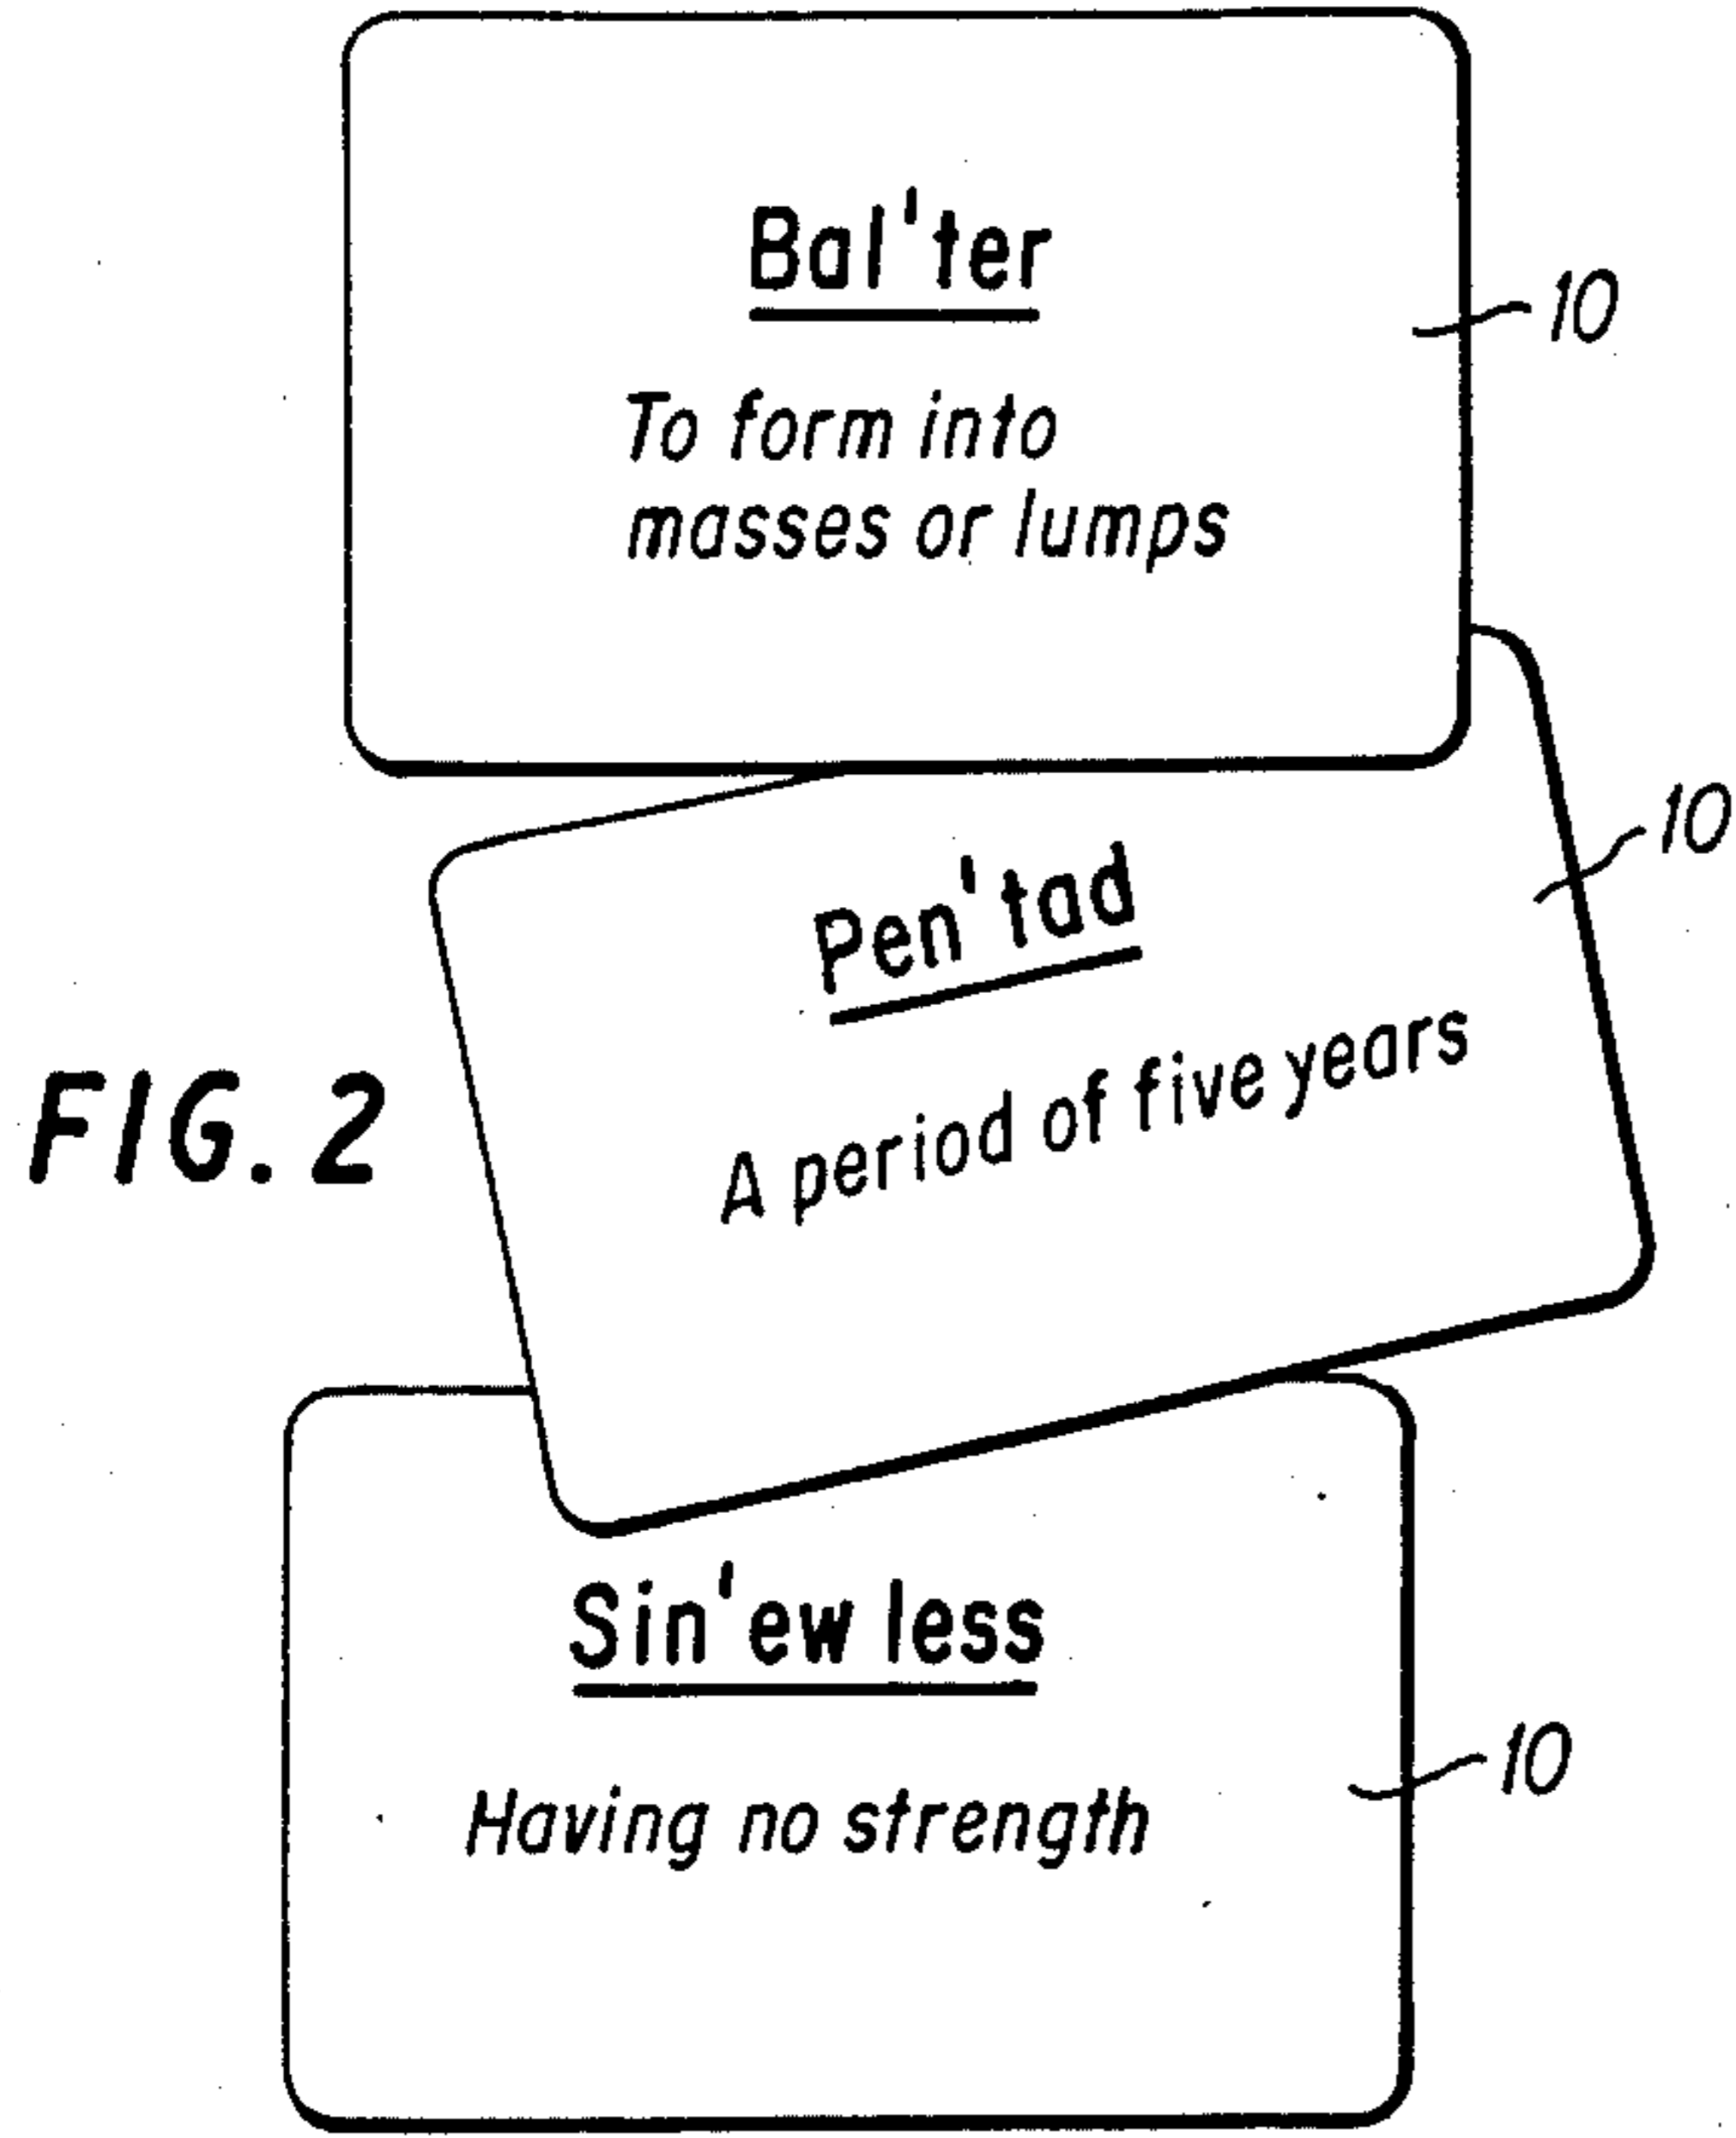 Bal'ter
10
To form into
masses or lumps
10
Pen'tad
A period of five years
FIG. 2
Sin'ew less
10
Having no strength